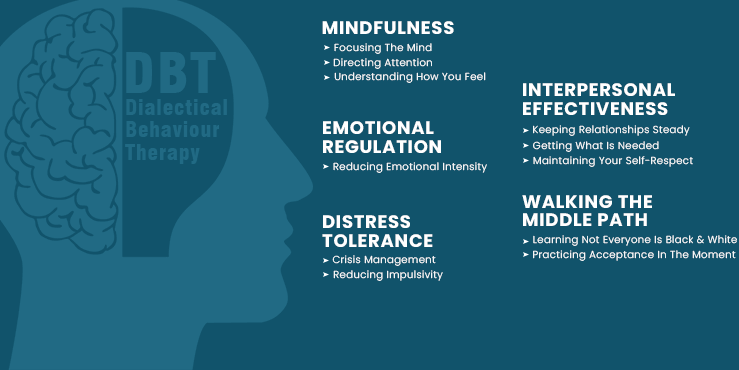 DBT
Dialectical
Behaviour
Therapy
MINDFULNESS
➤ Focusing The Mind
➤ Directing Attention
➤ Understanding How You Feel
EMOTIONAL
REGULATION
➤ Reducing Emotional Intensity
DISTRESS
TOLERANCE
➤ Crisis Management
➤ Reducing Impulsivity
INTERPERSONAL
EFFECTIVENESS
➤ Keeping Relationships Steady
➤ Getting What Is Needed
➤ Maintaining Your Self-Respect
WALKING THE
MIDDLE PATH
➤ Learning Not Everyone Is Black & White
➤ Practicing Acceptance In The Moment